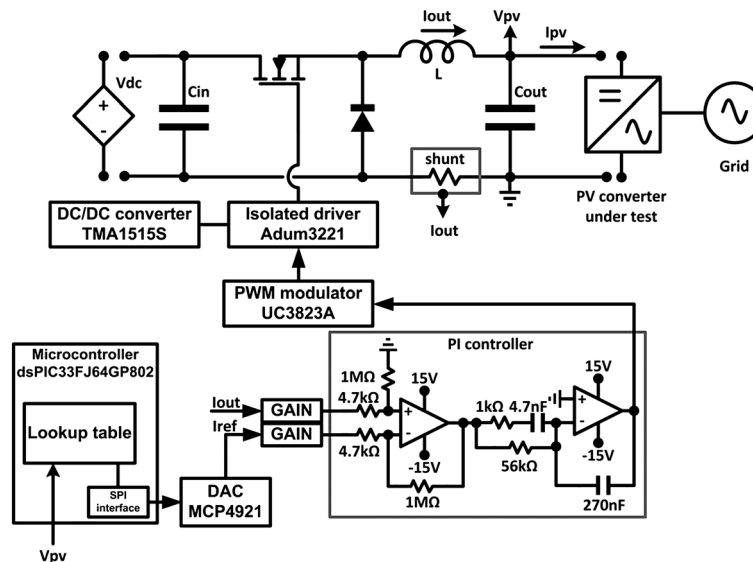 Iout
Vpv
Ipv
L
Vdc
Cin
Cout
+
-
shunt
Grid
Iout
PV converter
under test
DC/DC converter
TMA1515S
Isolated driver
Adum3221
PWM modulator
UC3823A
PI controller
Microcontroller
dsPIC33FJ64GP802
15V
15V
1MΩ
4.7kΩ
1kΩ
4.7nF
Iout
GAIN
+
+
Lookup table
Iref
GAIN
-
-
4.7kΩ
-15V
-15V
56kΩ
SPI
interface
DAC
MCP4921
1MΩ
270nF
Vpv